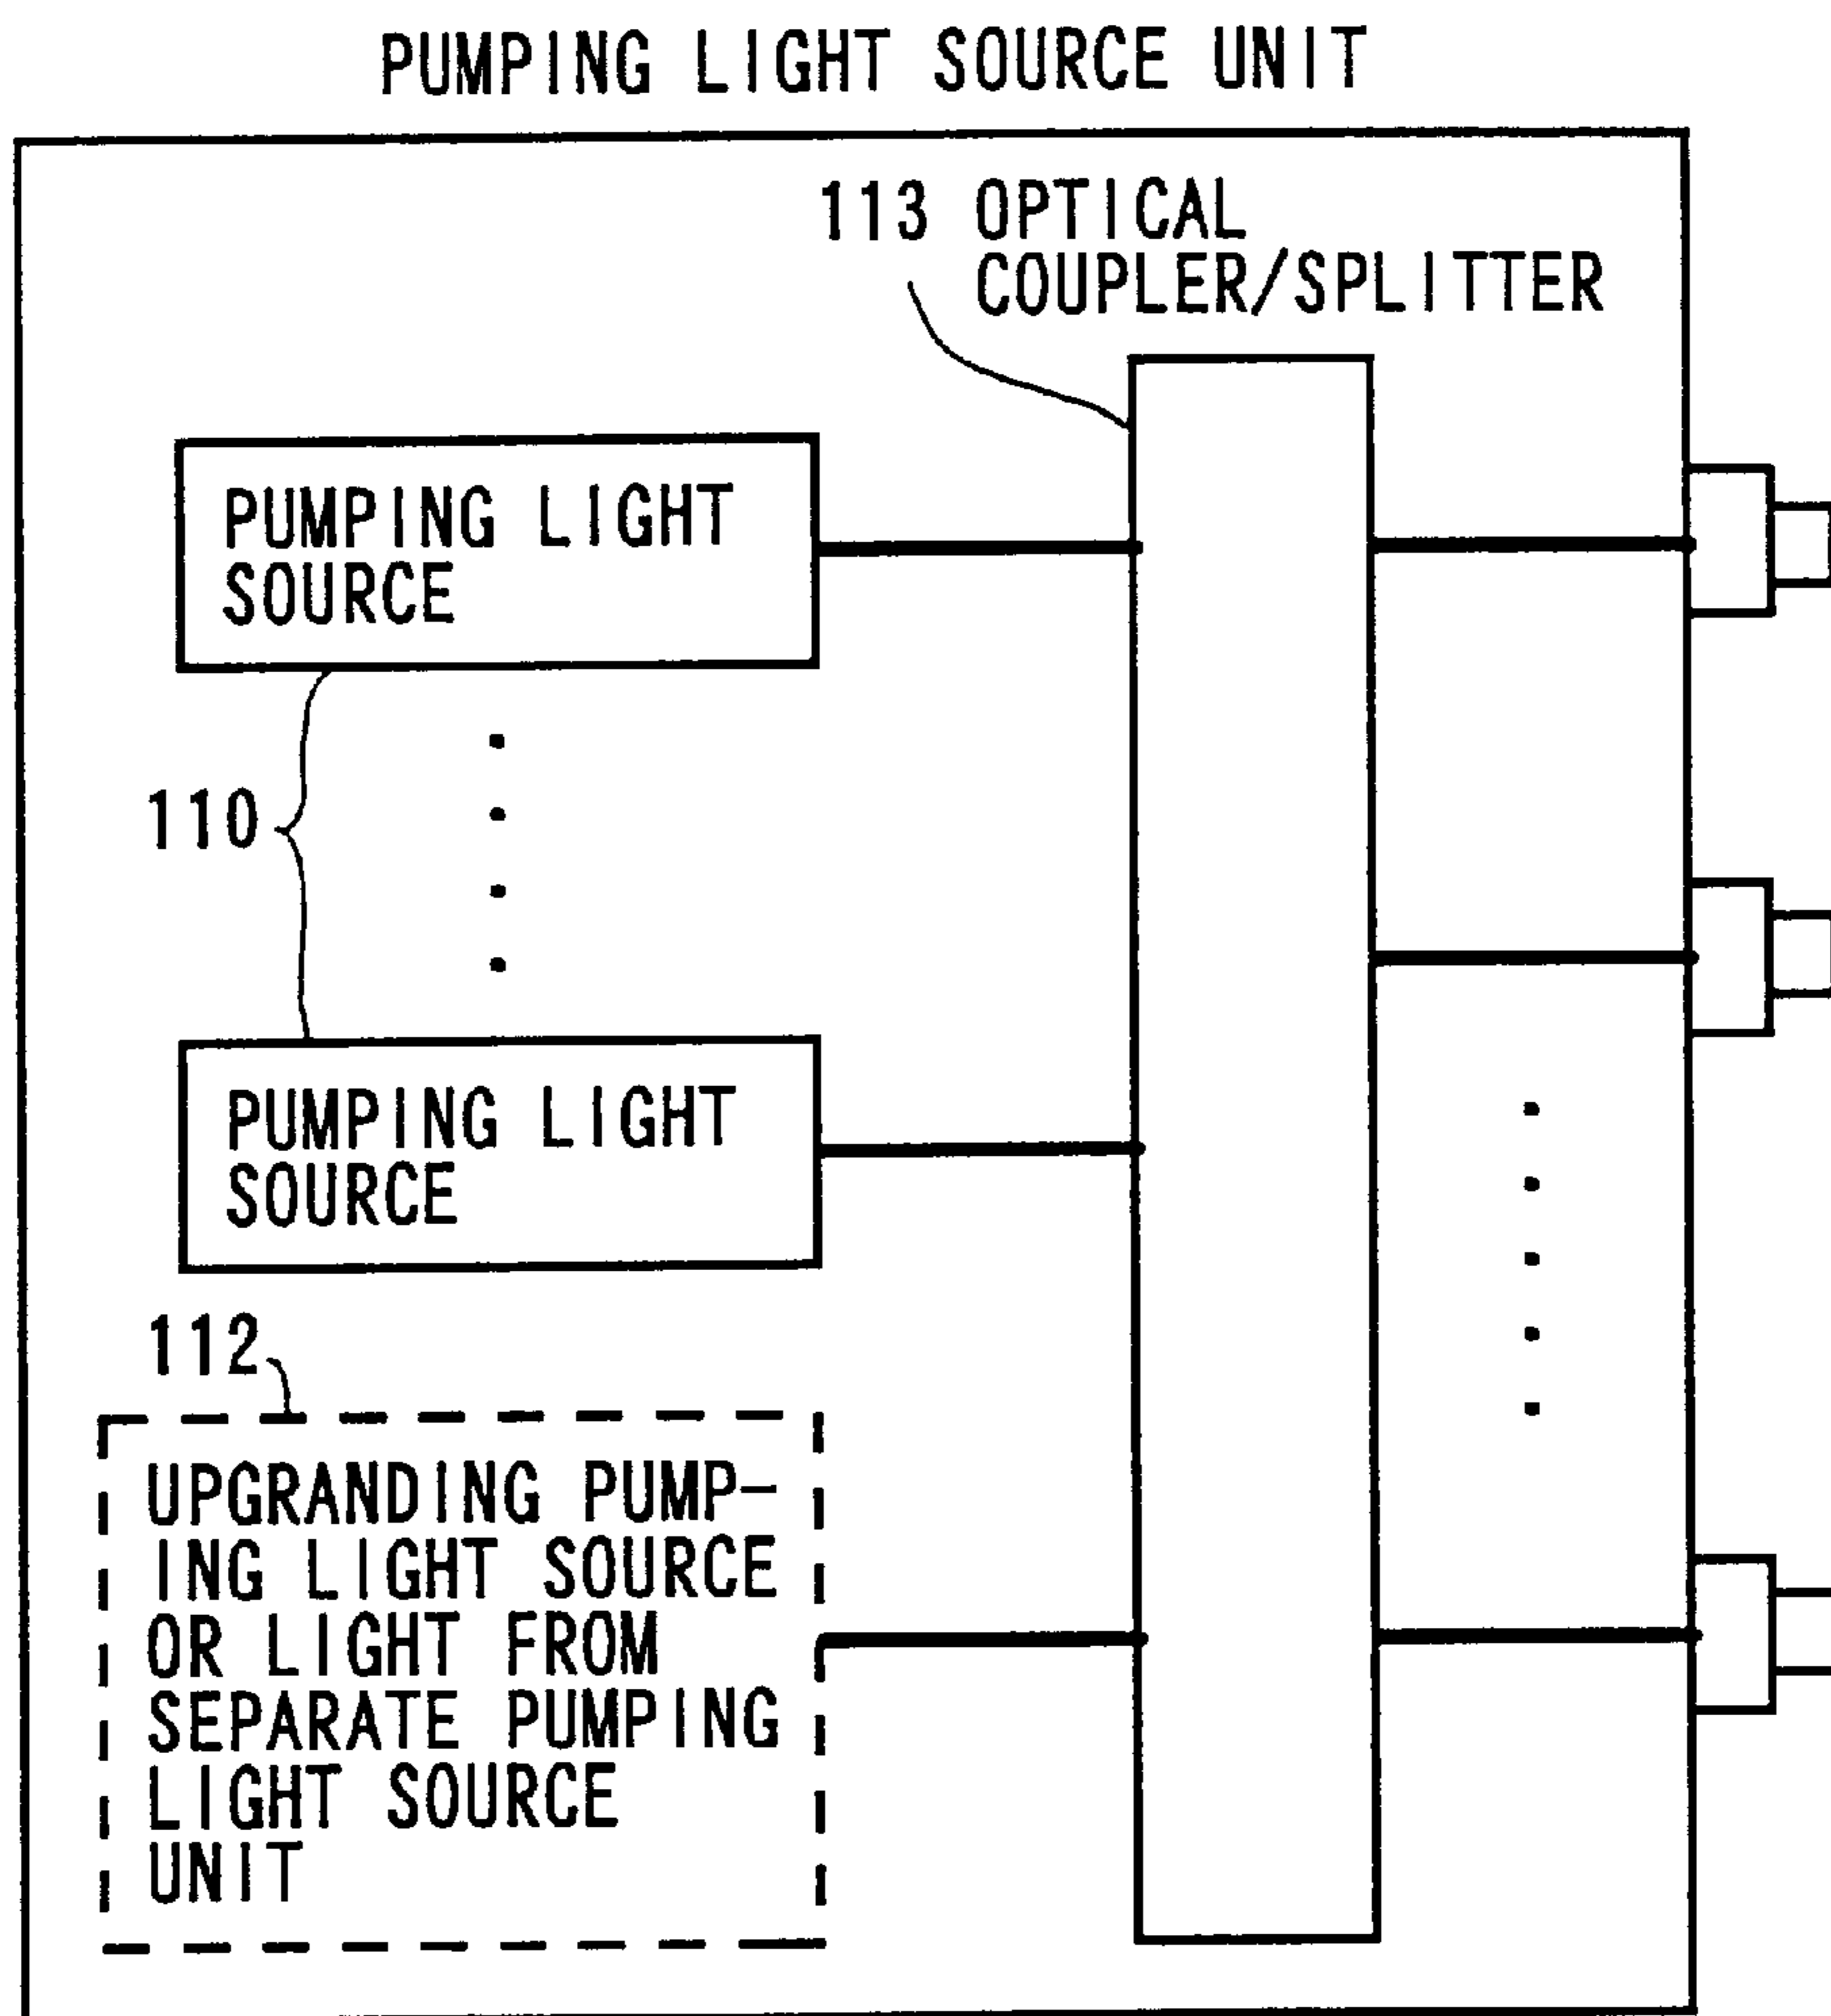 PUMPING LIGHT SOURCE UNIT
113 OPTICAL
COUPLER/SPLITTER
PUMPING LIGHT
SOURCE
110
PUMPING LIGHT
SOURCE
112
UPGRANDING PUMP-
ING LIGHT SOURCE
OR LIGHT FROM
SEPARATE PUMPING
LIGHT SOURCE
UNIT